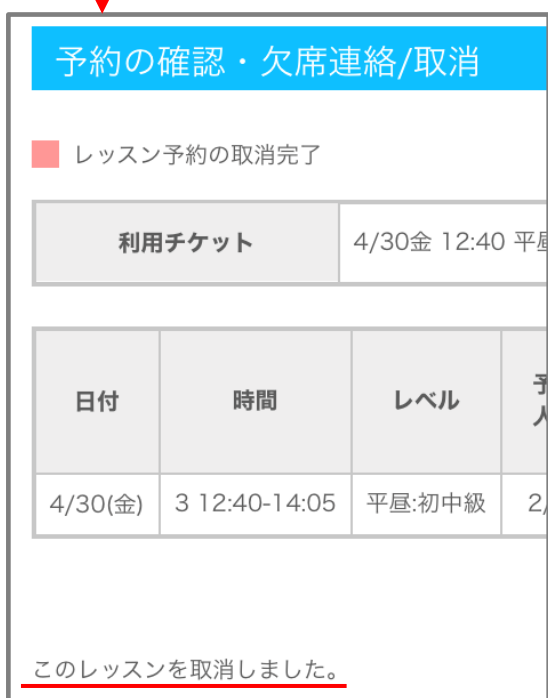 予約の確認・欠席連絡/取消
レッスン予約の取消完了
利用チケット 4/30金 12:40 平
日付 時間 レベル
4/30(金) 3 12:40-14:05 平昼:初中級 2/
このレッスンを取消しました。